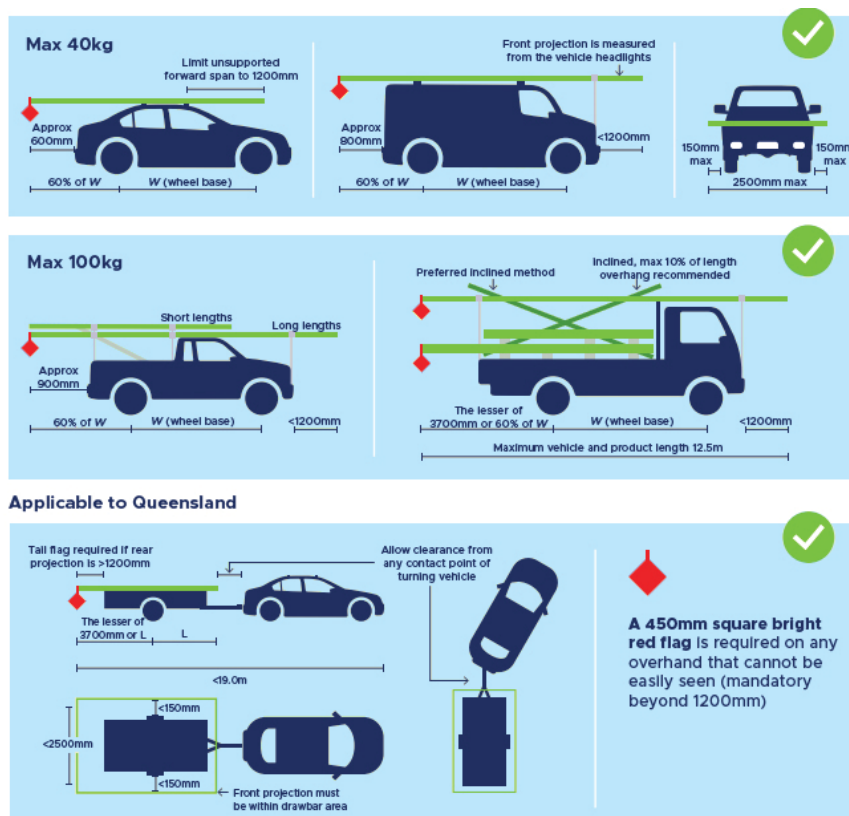 Max 40kg
Limit unsupported
forward span to 1200mm
Approx
600mm
60% of W
W (wheel base)
Front projection is measured
from the vehicle headlights
Approx
800mm
<1200mm
60% of W
W (wheel base)
150mm
max
150mm
max
2500mm max
Max 100kg
Short lengths
Long lengths
Approx
900mm
60% of W
W (wheel base)
<1200mm
Preferred inclined method
Inclined, max 10% of length
overhang recommended
The lesser of
3700mm or 60% of W
W (wheel base)
<1200mm
Maximum vehicle and product length 12.5m
Applicable to Queensland
Tail flag required if rear
projection is >1200mm
The lesser of
3700mm or L
L
<19.0m
Allow clearance from
any contact point of
turning vehicle
<150mm
<2500mm
<150mm
Front projection must
be within drawbar area
A 450mm square bright
red flag is required on any
overhand that cannot be
easily seen (mandatory
beyond 1200mm)